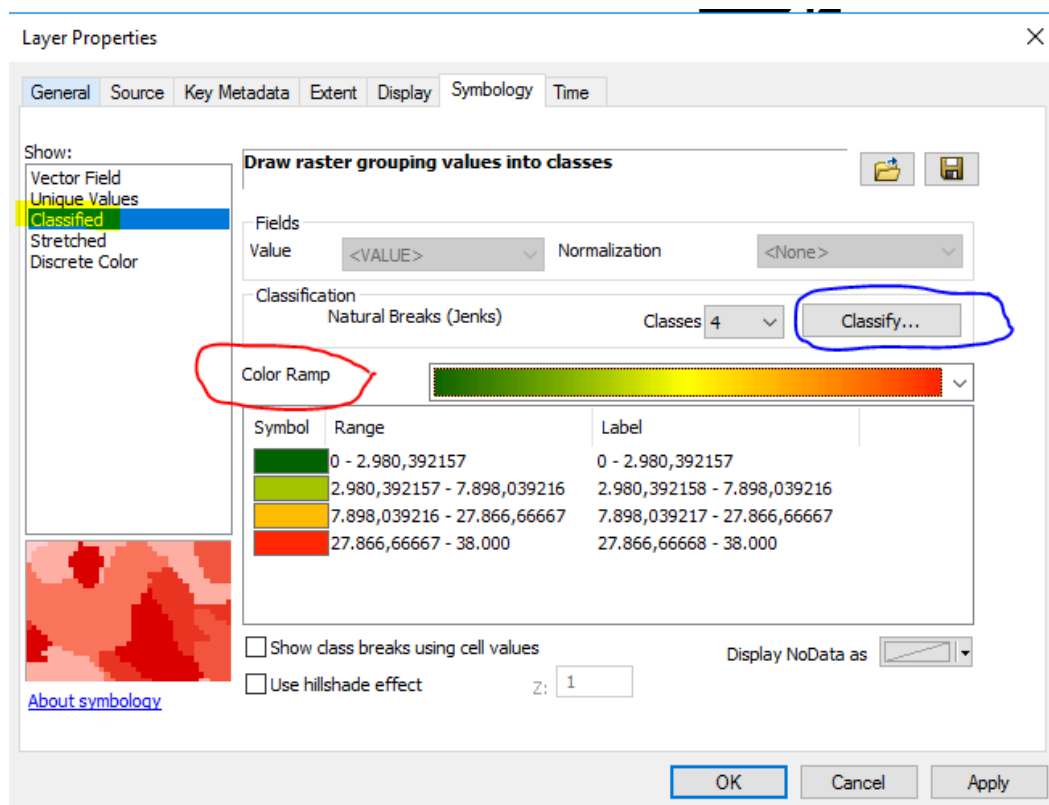 Layer Properties
General Source Key Metadata Extent Display Symbology Time
Show:
Vector Field
Unique Values
Classified
Stretched
Discrete Color
Draw raster grouping values into classes
Fields
Value <VALUE> Normalization <None>
Classification
Natural Breaks (Jenks) Classes 4 Classify...
Color Ramp
Symbol Range Label
0 - 2.980,392157 0 - 2.980,392157
2.980,392157 - 7.898,039216 2.980,392158 - 7.898,039216
7.898,039216 - 27.866,66667 7.898,039217 - 27.866,66667
27.866,66667 - 38.000 27.866,66668 - 38.000
Show class breaks using cell values
Display NoData as
Use hillshade effect Z: 1
About symbology
OK Cancel Apply